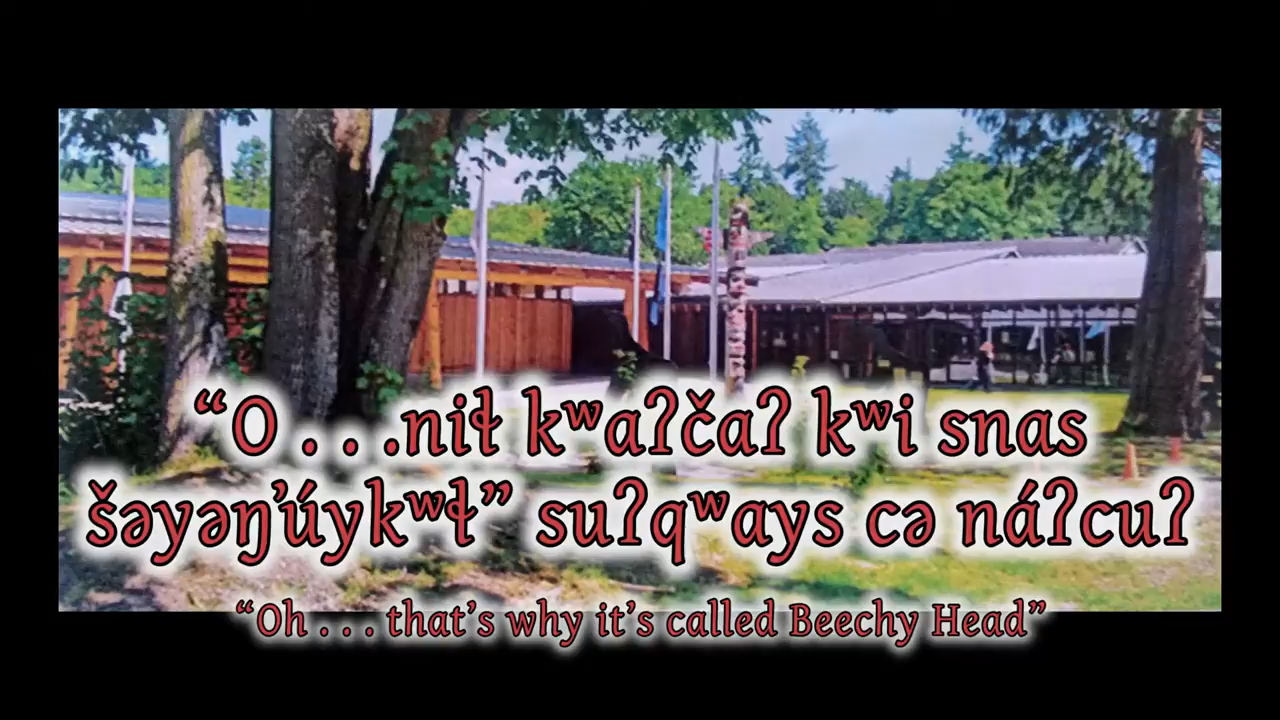 “O . . .niɬ kʷaʔčaʔ kʷi snas
šəyəŋ̓úykʷɬ” suʔqʷays cə náʔcuʔ
“Oh . . . that’s why it’s called Beechy Head”